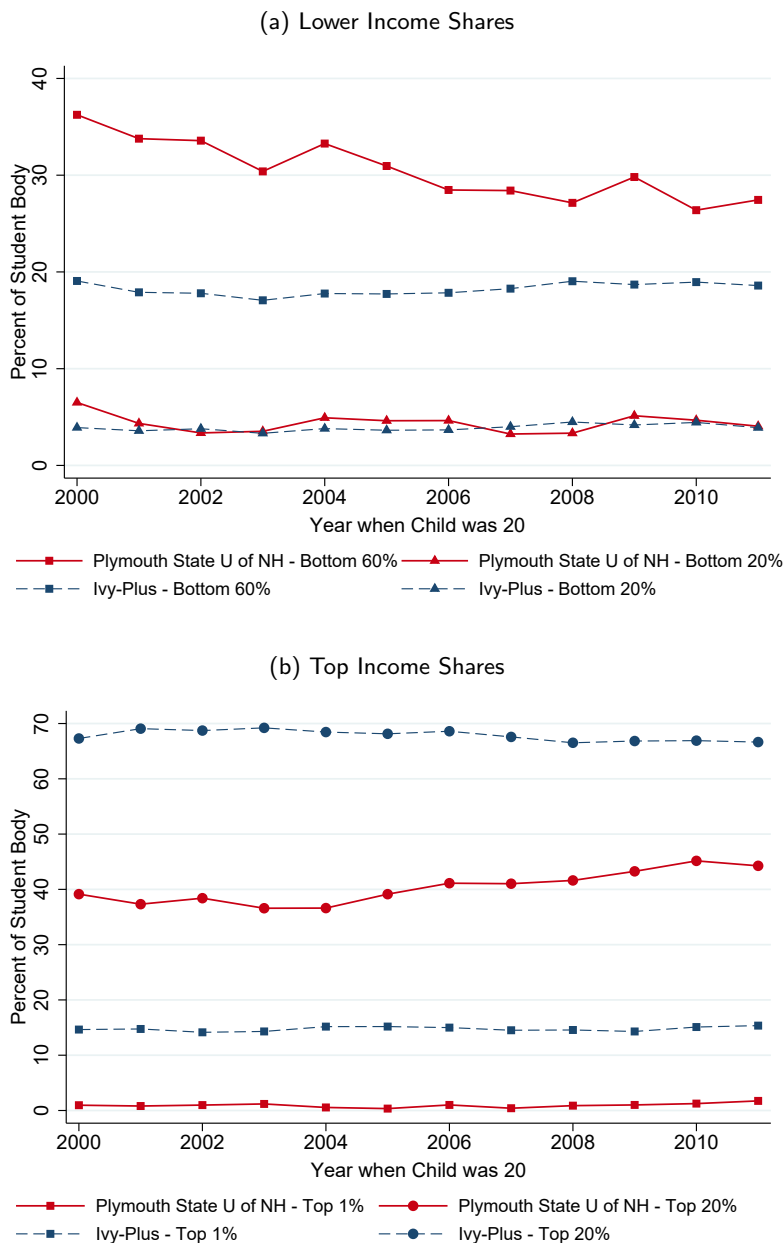 (a) Lower Income Shares
Percent of Student Body
40
30
20
10
0
2000 2002 2004 2006 2008 2010
Year when Child was 20
Plymouth State U of NH - Bottom 60% Plymouth State U of NH - Bottom 20%
Ivy-Plus - Bottom 60% Ivy-Plus - Bottom 20%
(b) Top Income Shares
Percent of Student Body
70
60
50
40
30
20
10
0
2000 2002 2004 2006 2008 2010
Year when Child was 20
Plymouth State U of NH - Top 1% Plymouth State U of NH - Top 20%
Ivy-Plus - Top 1% Ivy-Plus - Top 20%